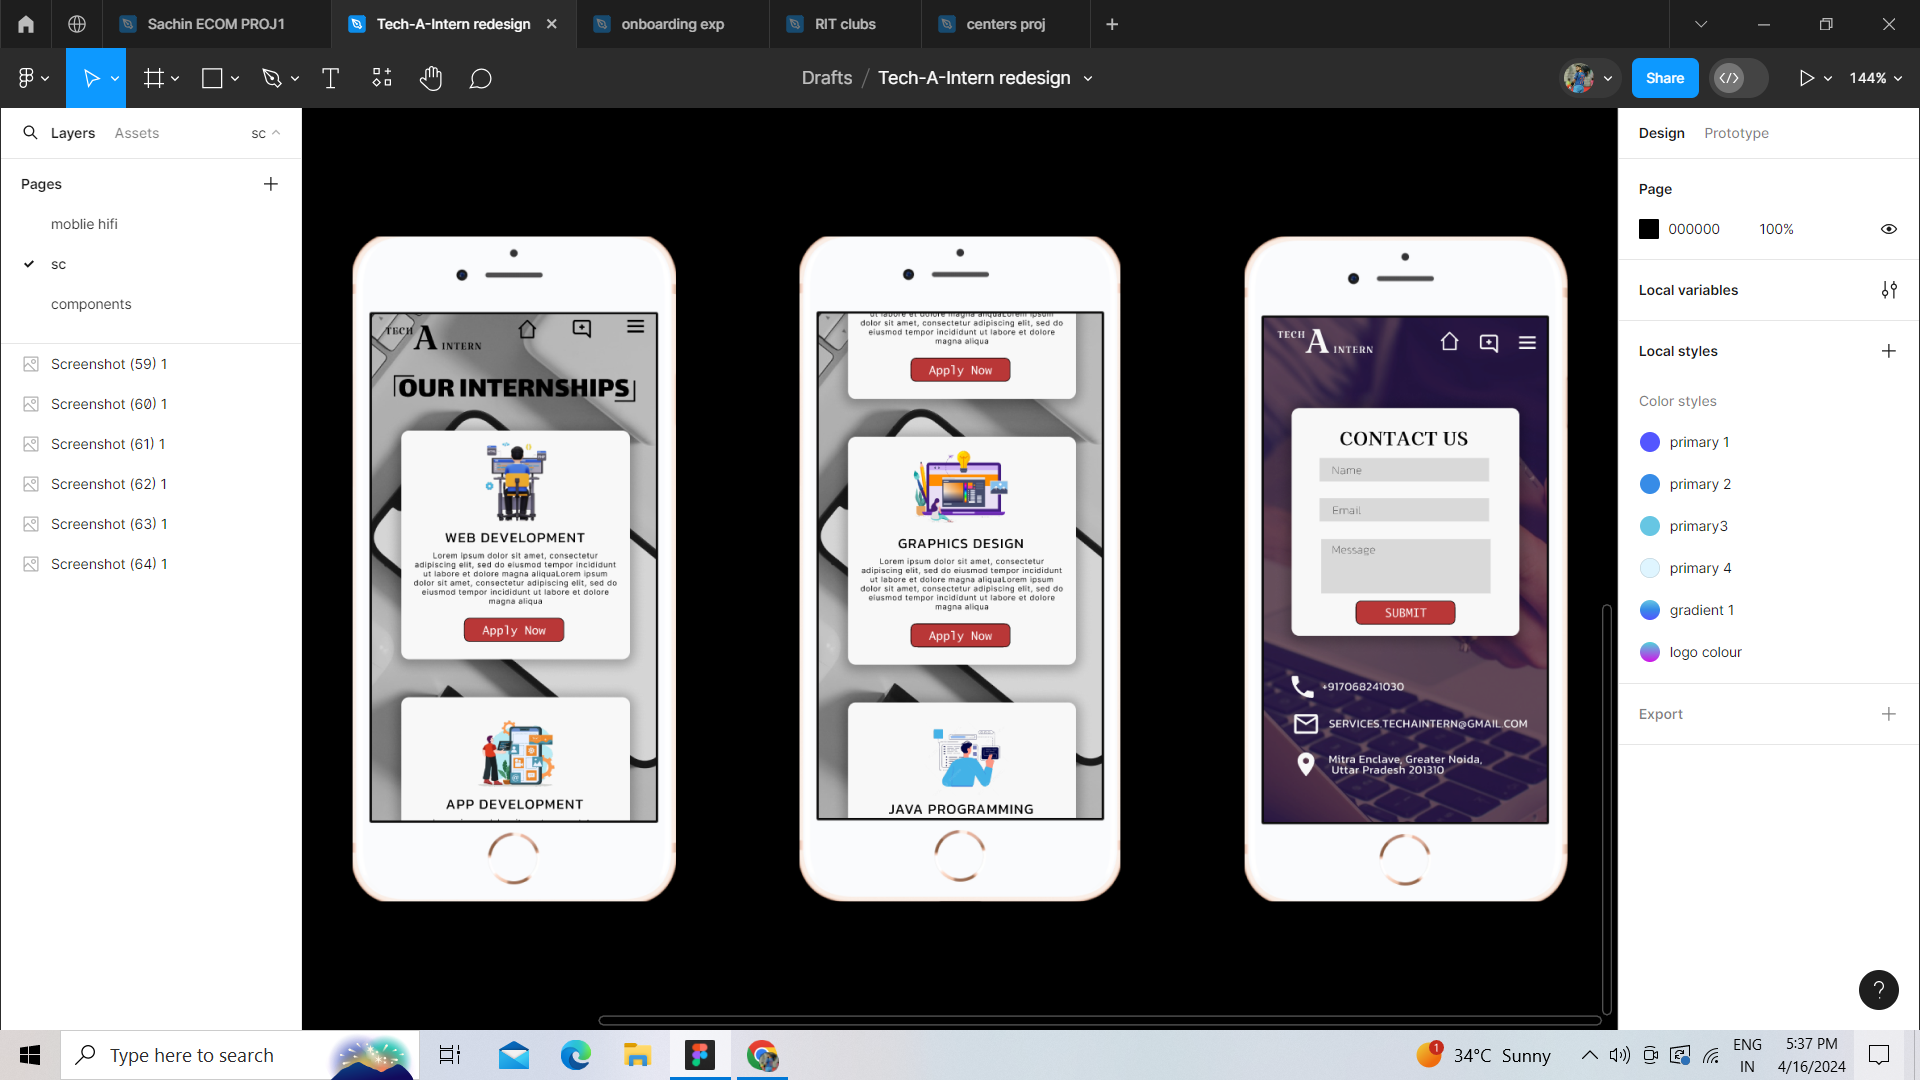 Sachin ECOM PROJ1
Tech-A-Intern redesign
onboarding exp
RIT clubs
centers proj
Drafts / Tech-A-Intern redesign
Share
144%
Layers
Assets
sc
Pages
moblie hifi
sc
components
Screenshot (59) 1
Screenshot (60) 1
Screenshot (61) 1
Screenshot (62) 1
Screenshot (63) 1
Screenshot (64) 1
TECH A INTERN
OUR INTERNSHIPS
WEB DEVELOPMENT
Lorem ipsum dolor sit amet, consectetur
adipiscing elit, sed do eiusmod tempor incididunt
ut labore et dolore magna aliquaLorem ipsum
dolor sit amet, consectetur adipiscing elit, sed do
eiusmod tempor incididunt ut labore et dolore
magna aliqua
Apply Now
APP DEVELOPMENT
ut labore et dolore magna aliquaLorem ipsum
dolor sit amet, consectetur adipiscing elit, sed do
eiusmod tempor incididunt ut labore et dolore
magna aliqua
Apply Now
GRAPHICS DESIGN
Lorem ipsum dolor sit amet, consectetur
adipiscing elit, sed do eiusmod tempor incididunt
ut labore et dolore magna aliquaLorem ipsum
dolor sit amet, consectetur adipiscing elit, sed do
eiusmod tempor incididunt ut labore et dolore
magna aliqua
Apply Now
JAVA PROGRAMMING
TECH A INTERN
CONTACT US
Name
Email
Message
SUBMIT
+917068241030
SERVICES.TECHAINTERN@GMAIL.COM
Mitra Enclave, Greater Noida,
Uttar Pradesh 201310
Design
Prototype
Page
000000
100%
Local variables
Local styles
Color styles
primary 1
primary 2
primary3
primary 4
gradient 1
logo colour
Export
?
Type here to search
1
34°C Sunny
ENG
IN
5:37 PM
4/16/2024